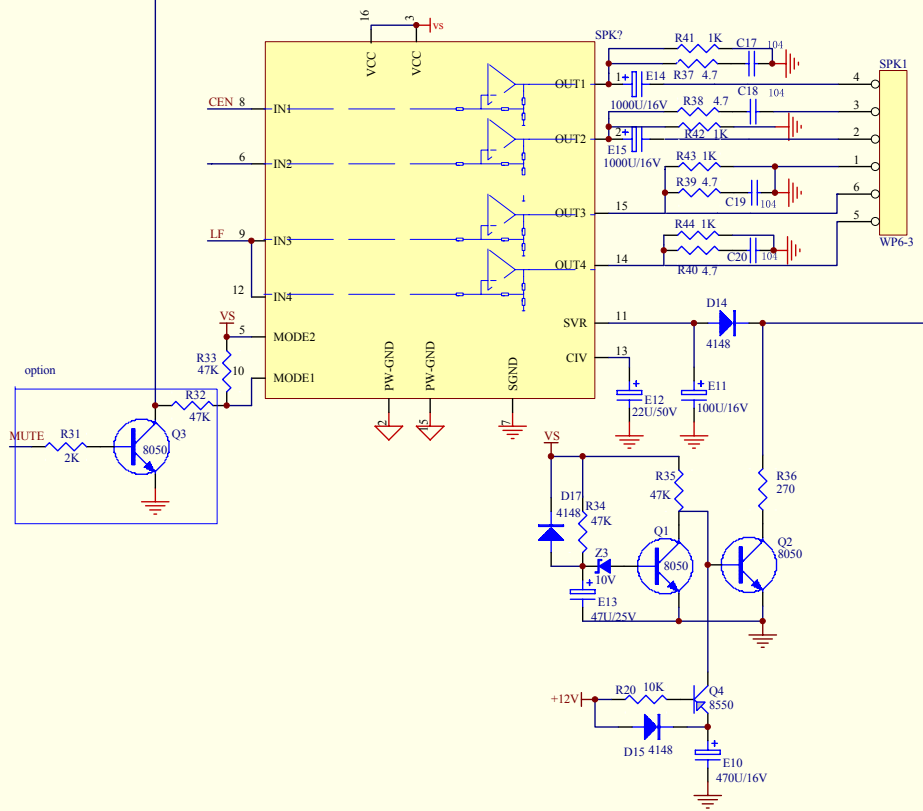 16
3
VS
VCC
VCC
SPK?
R41 1K
C17 104
R37 4.7
C18 104
SPK1
OUT1
1
E14
1000U/16V
4
CEN 8
IN1
R38 4.7
3
OUT2
2
R42 1K
2
E15
1000U/16V
6
IN2
R43 1K
1
R39 4.7
C19 104
6
OUT3
15
LF 9
IN3
R44 1K
5
C20 104
WP6-3
OUT4
14
R40 4.7
12
IN4
D14
4148
VS
5
MODE2
SVR
11
R33
47K
CIV
13
10
MODE1
PW-GND
PW-GND
SGND
E12
22U/50V
E11
100U/16V
option
R32
47K
2
15
7
MUTE
R31
2K
Q3
8050
VS
R35
47K
R36
270
D17
4148
R34
47K
Q1
8050
Q2
8050
Z3
10V
E13
47U/25V
+12V
R20 10K
Q4
8550
D15 4148
E10
470U/16V